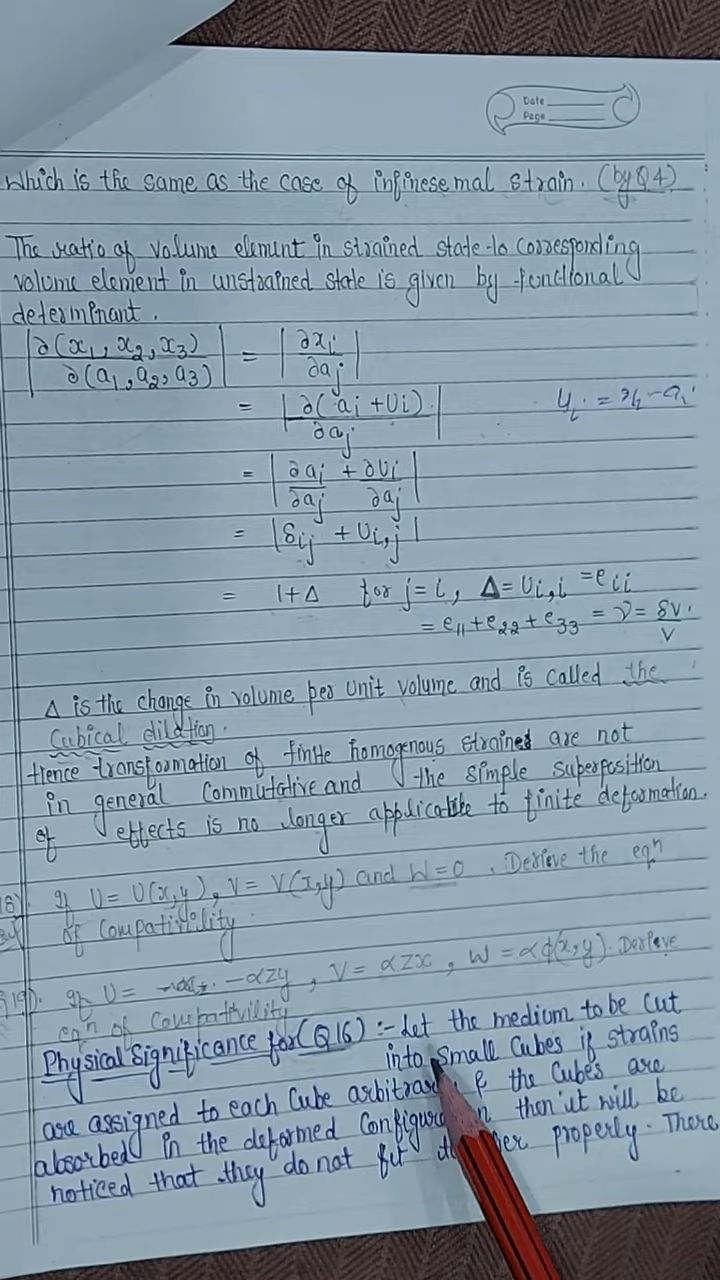 Date
Page
Which is the same as the case of infinesemal strain. (by Q4)
The ratio of volume element in strained state to corresponding
volume element in unstrained state is given by functional
determinant.
|∂(x₁, x₂, x₃) / ∂(a₁, a₂, a₃)| = |∂xᵢ / ∂aⱼ|
= |∂(aᵢ + Uᵢ) / ∂aⱼ| uᵢ = xᵢ - aᵢ
= |∂aᵢ / ∂aⱼ + ∂Uᵢ / ∂aⱼ|
= |δᵢⱼ + Uᵢ,ⱼ|
= 1+Δ for j=i, Δ = Uᵢ,ᵢ = eᵢᵢ
= e₁₁+e₂₂+e₃₃ = ν = δV / V
Δ is the change in volume per unit volume and is called the
Cubical dilation.
Hence transformation of finite homogenous strained are not
in general commutative and the simple superposition
of effects is no longer applicable to finite deformation.
18). If U = U(x,y), V = V(x,y) and W=0. Derieve the eqⁿ
of Compatibility.
19). If U = -αzy, V = αzx, W = αφ(x,y). Derieve
eqⁿ of Compatibility
Physical Significance for (Q16) :- Let the medium to be cut
into small cubes if strains
are assigned to each cube & the cubes are
absorbed in the deformed then it will be
noticed that they do not fit properly. There